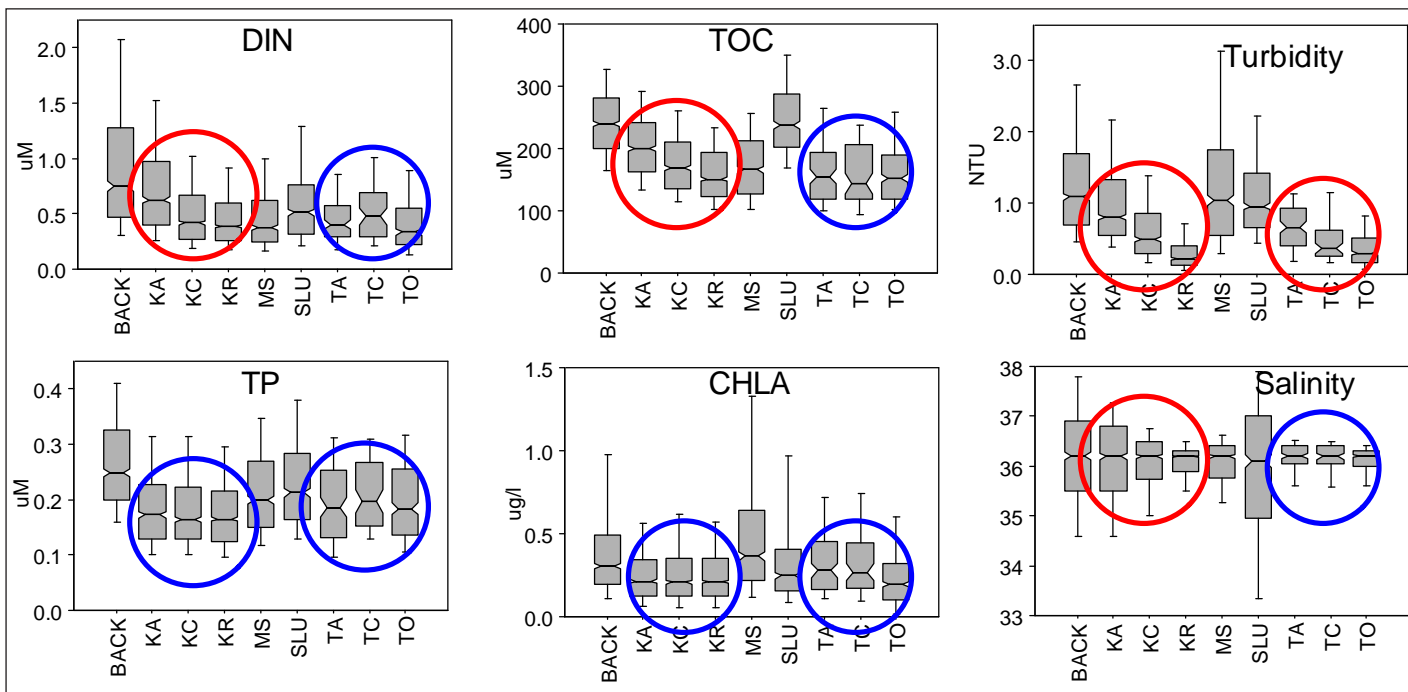 DIN
uM
2.0
1.5
1.0
0.5
0.0
BACK
KA
KC
KR
MS
SLU
TA
TC
TO
TOC
uM
400
300
200
100
0
BACK
KA
KC
KR
MS
SLU
TA
TC
TO
Turbidity
NTU
3.0
2.0
1.0
0.0
BACK
KA
KC
KR
MS
SLU
TA
TC
TO
TP
uM
0.4
0.3
0.2
0.1
0.0
BACK
KA
KC
KR
MS
SLU
TA
TC
TO
CHLA
ug/l
1.5
1.0
0.5
0.0
BACK
KA
KC
KR
MS
SLU
TA
TC
TO
Salinity
38
37
36
35
34
33
BACK
KA
KC
KR
MS
SLU
TA
TC
TO